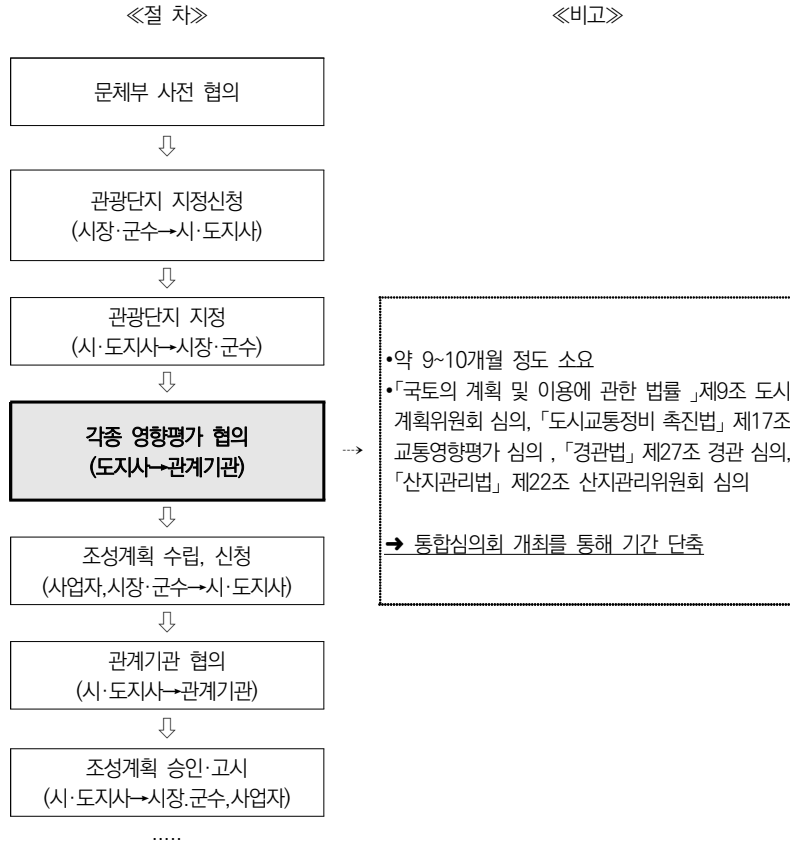 ≪절 차≫
≪비고≫
문체부 사전 협의
⇩
관광단지 지정신청
(시장·군수→시·도지사)
⇩
관광단지 지정
(시·도지사→시장·군수)
⇩
각종 영향평가 협의
(도지사→관계기관)
⇢
•약 9~10개월 정도 소요
•「국토의 계획 및 이용에 관한 법률 」제9조 도시
계획위원회 심의,「도시교통정비 촉진법」제17조
교통영향평가 심의 ,「경관법」제27조 경관 심의,
「산지관리법」제22조 산지관리위원회 심의
➜ 통합심의회 개최를 통해 기간 단축
⇩
조성계획 수립, 신청
(사업자,시장·군수→시·도지사)
⇩
관계기관 협의
(시·도지사→관계기관)
⇩
조성계획 승인·고시
(시·도지사→시장.군수,사업자)
.....